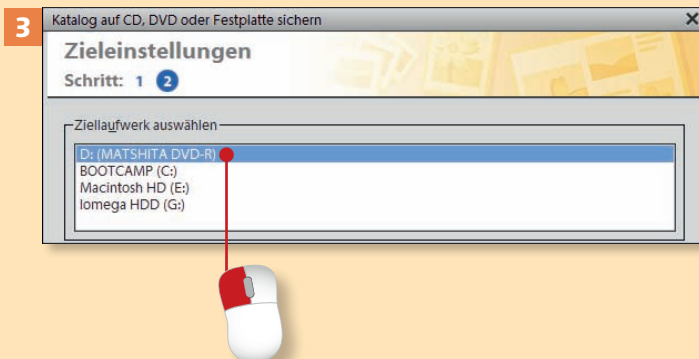 3
Katalog auf CD, DVD oder Festplatte sichern
Zieleinstellungen
Schritt: 1 2
Ziellaufwerk auswählen
D: (MATSHITA DVD-R)
BOOTCAMP (C:)
Macintosh HD (E:)
Iomega HDD (G:)